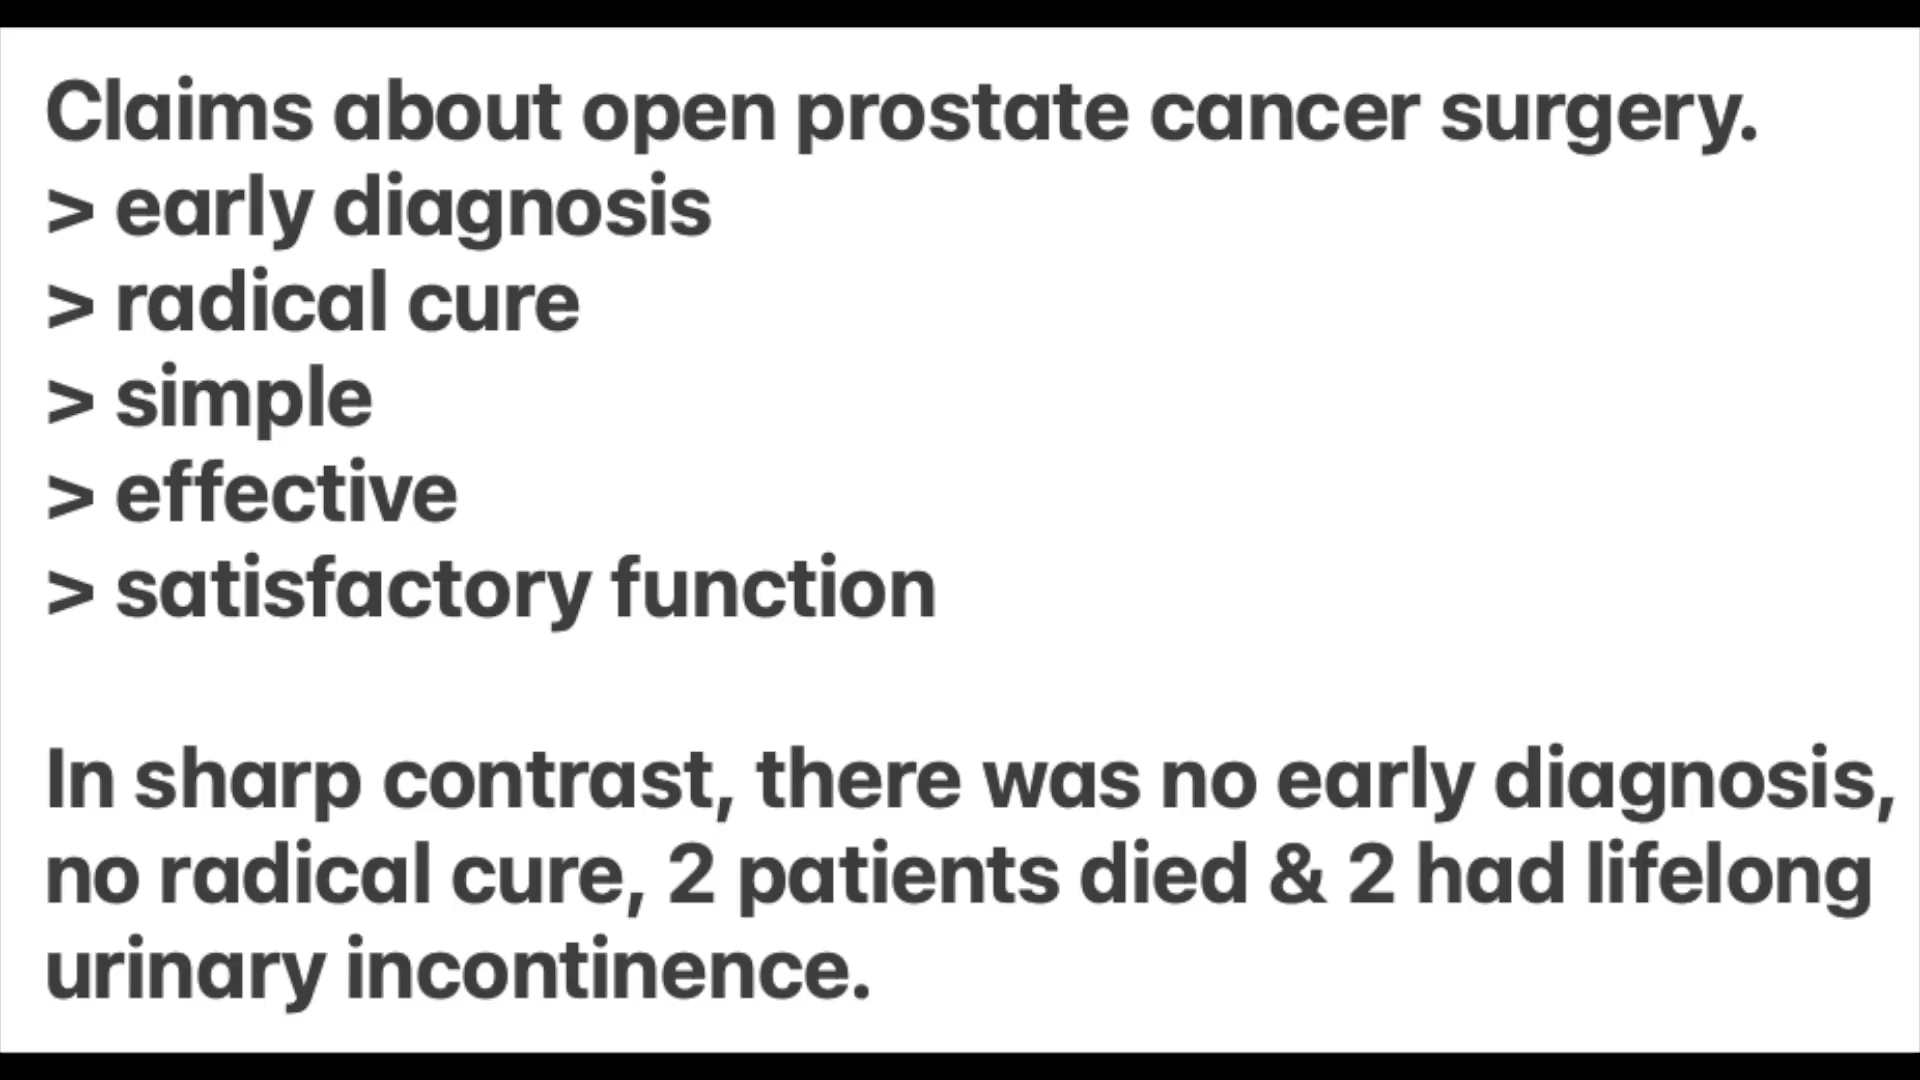 Claims about open prostate cancer surgery.
> early diagnosis
> radical cure
> simple
> effective
> satisfactory function
In sharp contrast, there was no early diagnosis,
no radical cure, 2 patients died & 2 had lifelong
urinary incontinence.